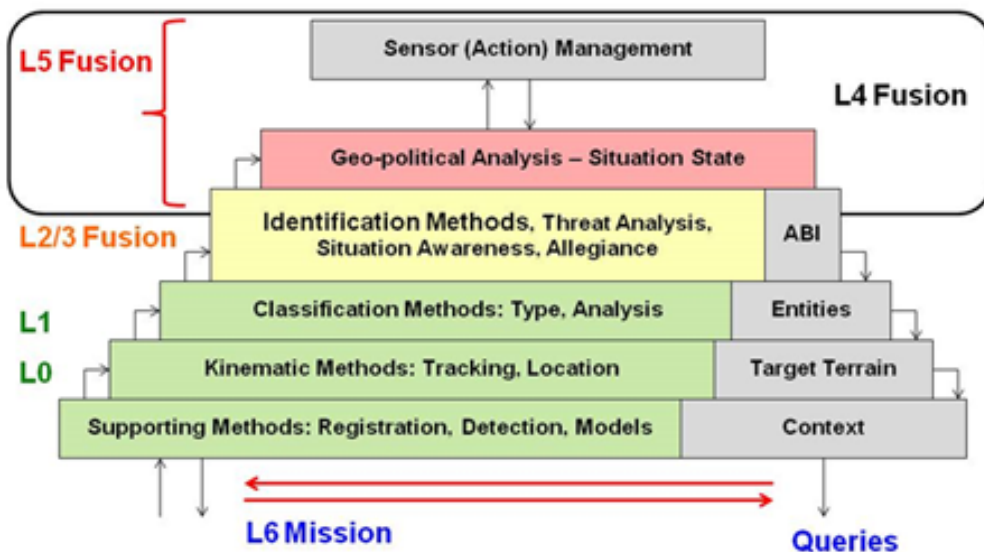 Sensor (Action) Management
L5 Fusion
L4 Fusion
Geo-political Analysis – Situation State
Identification Methods, Threat Analysis,
Situation Awareness, Allegiance
ABI
L2/3 Fusion
Classification Methods: Type, Analysis
Entities
L1
Kinematic Methods: Tracking, Location
Target Terrain
L0
Supporting Methods: Registration, Detection, Models
Context
L6 Mission
Queries